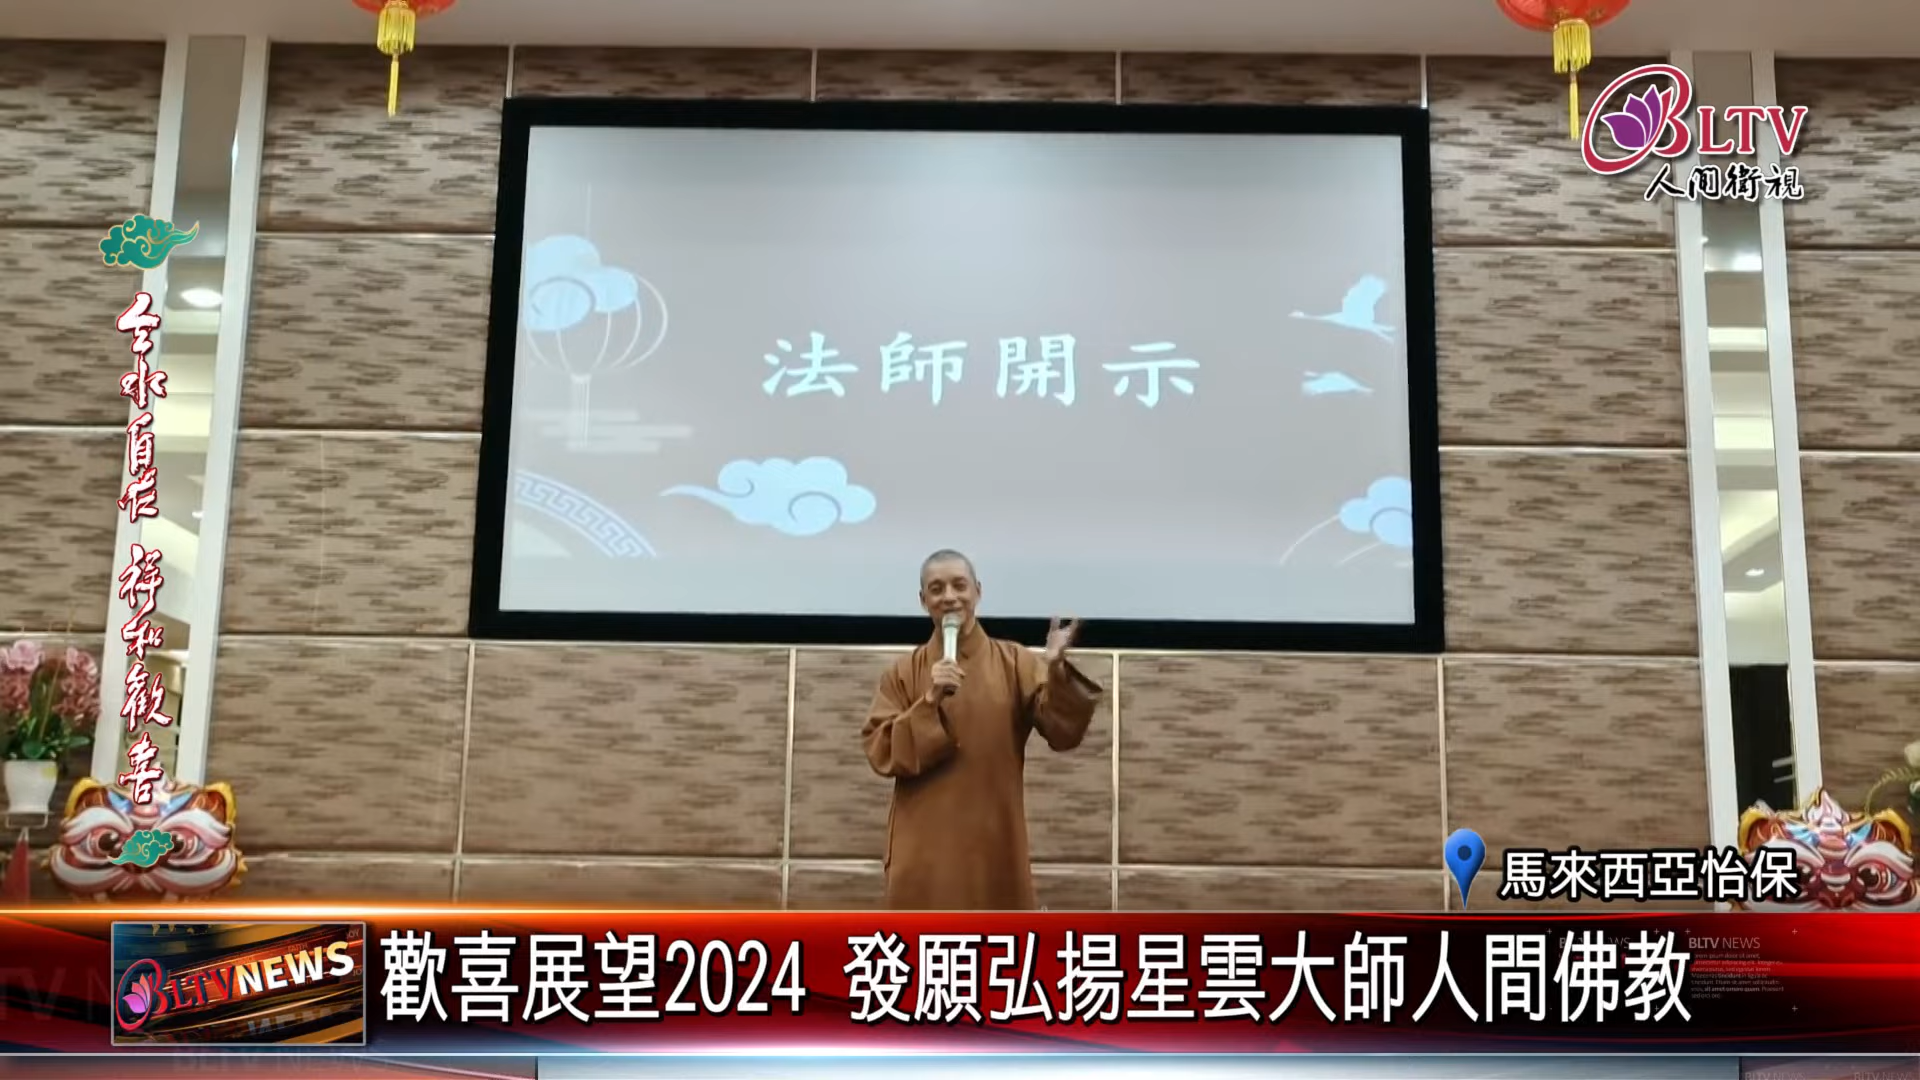 BLTV
人間衛視
雲水自在 祥和歡喜
法師開示
馬來西亞怡保
BLTVNEWS
歡喜展望2024 發願弘揚星雲大師人間佛教
BLTV NEWS